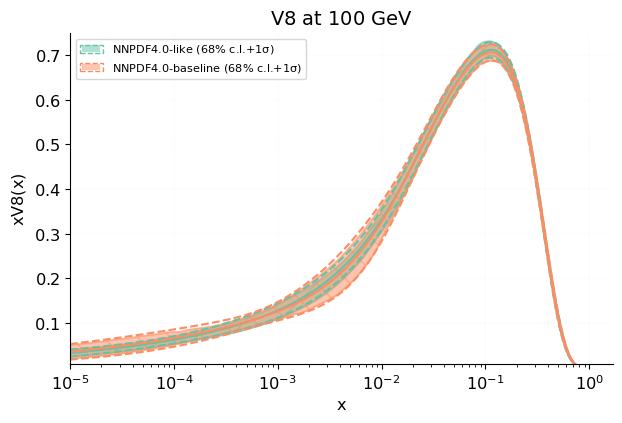 V8 at 100 GeV
NNPDF4.0-like (68% c.l.+1σ)
NNPDF4.0-baseline (68% c.l.+1σ)
xV8(x)
0.7
0.6
0.5
0.4
0.3
0.2
0.1
10⁻⁵ 10⁻⁴ 10⁻³ 10⁻² 10⁻¹ 10⁰
x